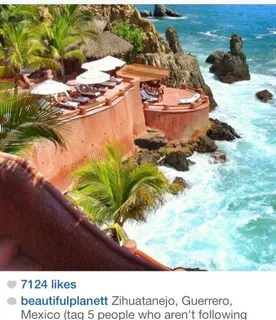 7124 likes
beautifulplanett Zihuatanejo, Guerrero,
Mexico (tag 5 people who aren't following